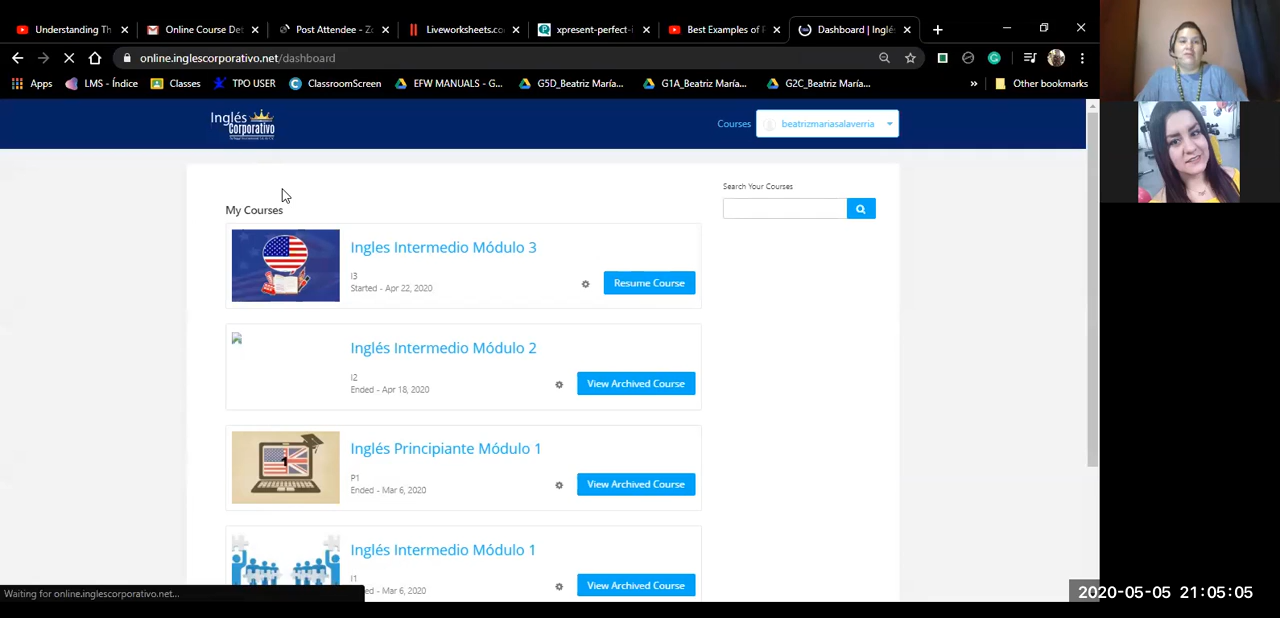 Understanding Th
Online Course De
Post Attendee - Zo
Liveworksheets.co
xpresent-perfect-i
Best Examples of P
Dashboard | Inglé
online.inglescorporativo.net/dashboard
Apps
LMS - Índice
Classes
TPO USER
ClassroomScreen
EFW MANUALS - G...
G5D_Beatriz María...
G1A_Beatriz María...
G2C_Beatriz María...
»
Other bookmarks
Inglés
Corporativo
Courses
beatrizmariasalaverria
Search Your Courses
My Courses
Ingles Intermedio Módulo 3
I3
Started - Apr 22, 2020
Resume Course
Inglés Intermedio Módulo 2
I2
Ended - Apr 18, 2020
View Archived Course
1
Inglés Principiante Módulo 1
P1
Ended - Mar 6, 2020
View Archived Course
Inglés Intermedio Módulo 1
I1
ed - Mar 6, 2020
View Archived Course
Waiting for online.inglescorporativo.net...
2020-05-05 21:05:05